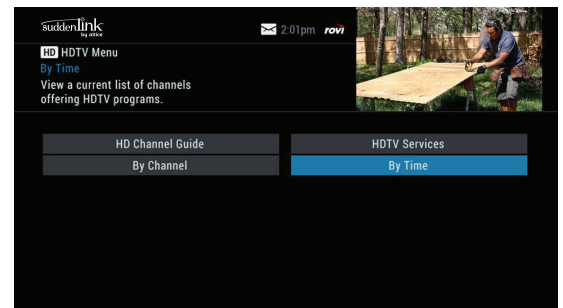 suddenlink
by altice
2:01pm rovi
HD HDTV Menu
By Time
View a current list of channels
offering HDTV programs.
HD Channel Guide
HDTV Services
By Channel
By Time